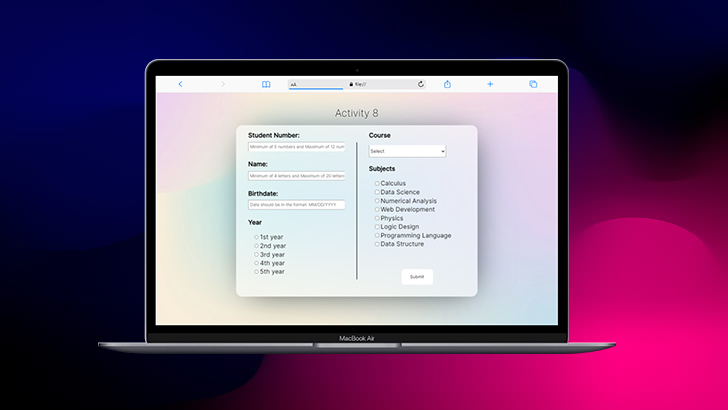 AA
file://
Activity 8
Student Number:
Minimum of 5 numbers and Maximum of 12 num
Name:
Minimum of 4 letters and Maximum of 20 letters
Birthdate:
Date should be in the format: MM/DD/YYYY
Year
1st year
2nd year
3rd year
4th year
5th year
Course
Select
Subjects
Calculus
Data Science
Numerical Analysis
Web Development
Physics
Logic Design
Programming Language
Data Structure
Submit
MacBook Air